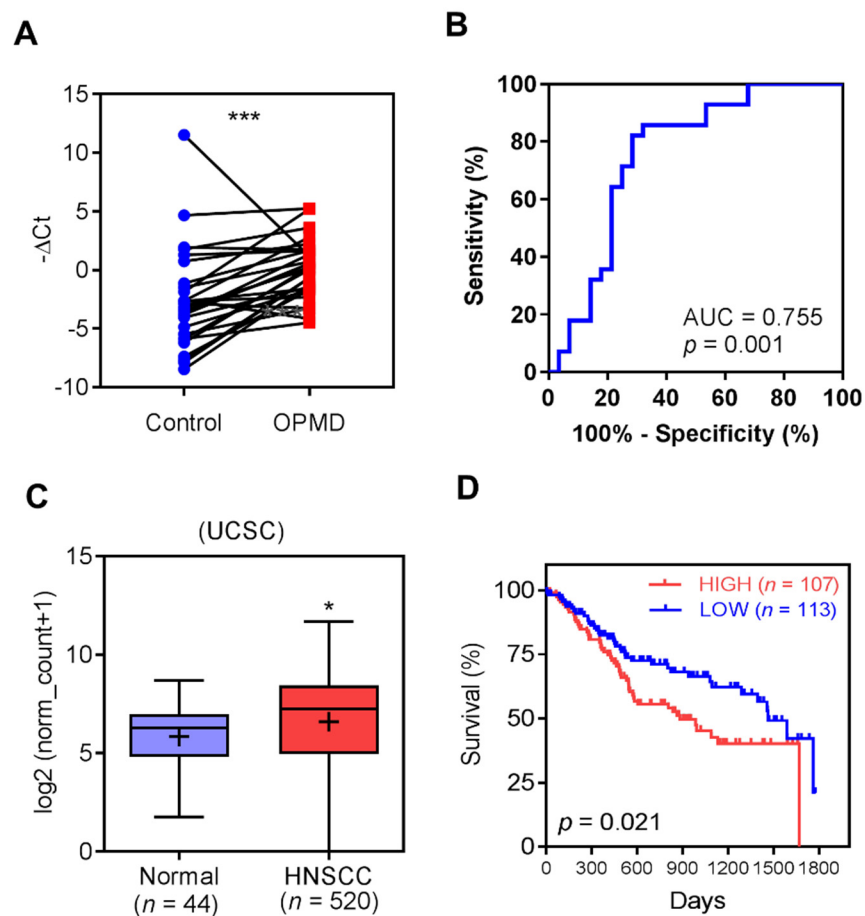 A
15
10
5
0
-5
-10
-ΔCt
***
Control
OPMD
B
100
80
60
40
20
0
Sensitivity (%)
AUC = 0.755
p = 0.001
0 20 40 60 80 100
100% - Specificity (%)
C
(UCSC)
15
10
5
0
log2 (norm_count+1)
*
Normal
(n = 44)
HNSCC
(n = 520)
D
100
75
50
25
0
Survival (%)
HIGH (n = 107)
LOW (n = 113)
p = 0.021
0 300 600 900 1200 1500 1800
Days